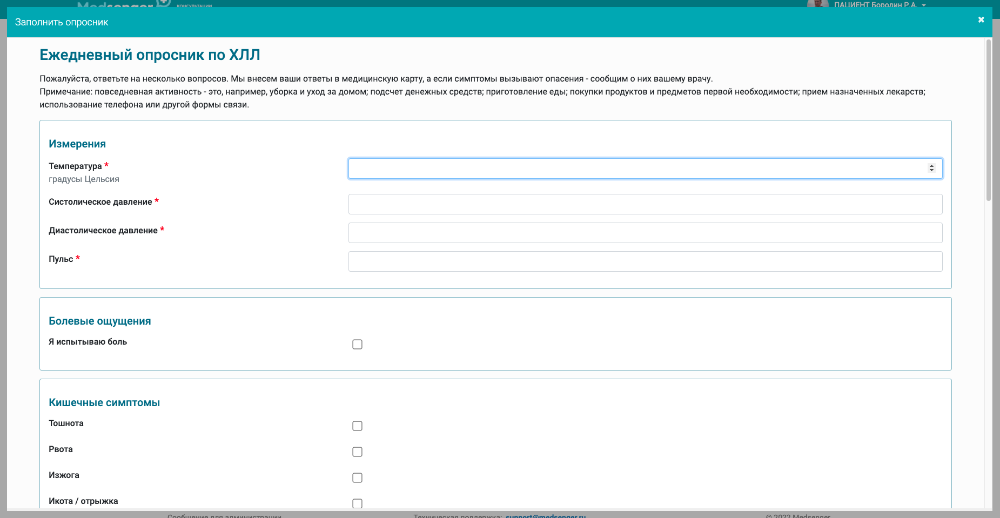 Medsenger
консультации
ПАЦИЕНТ Бородин Р.А.
Заполнить опросник
Ежедневный опросник по ХЛЛ
Пожалуйста, ответьте на несколько вопросов. Мы внесем ваши ответы в медицинскую карту, а если симптомы вызывают опасения - сообщим о них вашему врачу.
Примечание: повседневная активность - это, например, уборка и уход за домом; подсчет денежных средств; приготовление еды; покупки продуктов и предметов первой необходимости; прием назначенных лекарств;
использование телефона или другой формы связи.
Измерения
Температура *
градусы Цельсия
Систолическое давление *
Диастолическое давление *
Пульс *
Болевые ощущения
Я испытываю боль
Кишечные симптомы
Тошнота
Рвота
Изжога
Икота / отрыжка
Сообщение для администрации
Техническая поддержка: support@medsenger.ru
© 2022 Medsenger